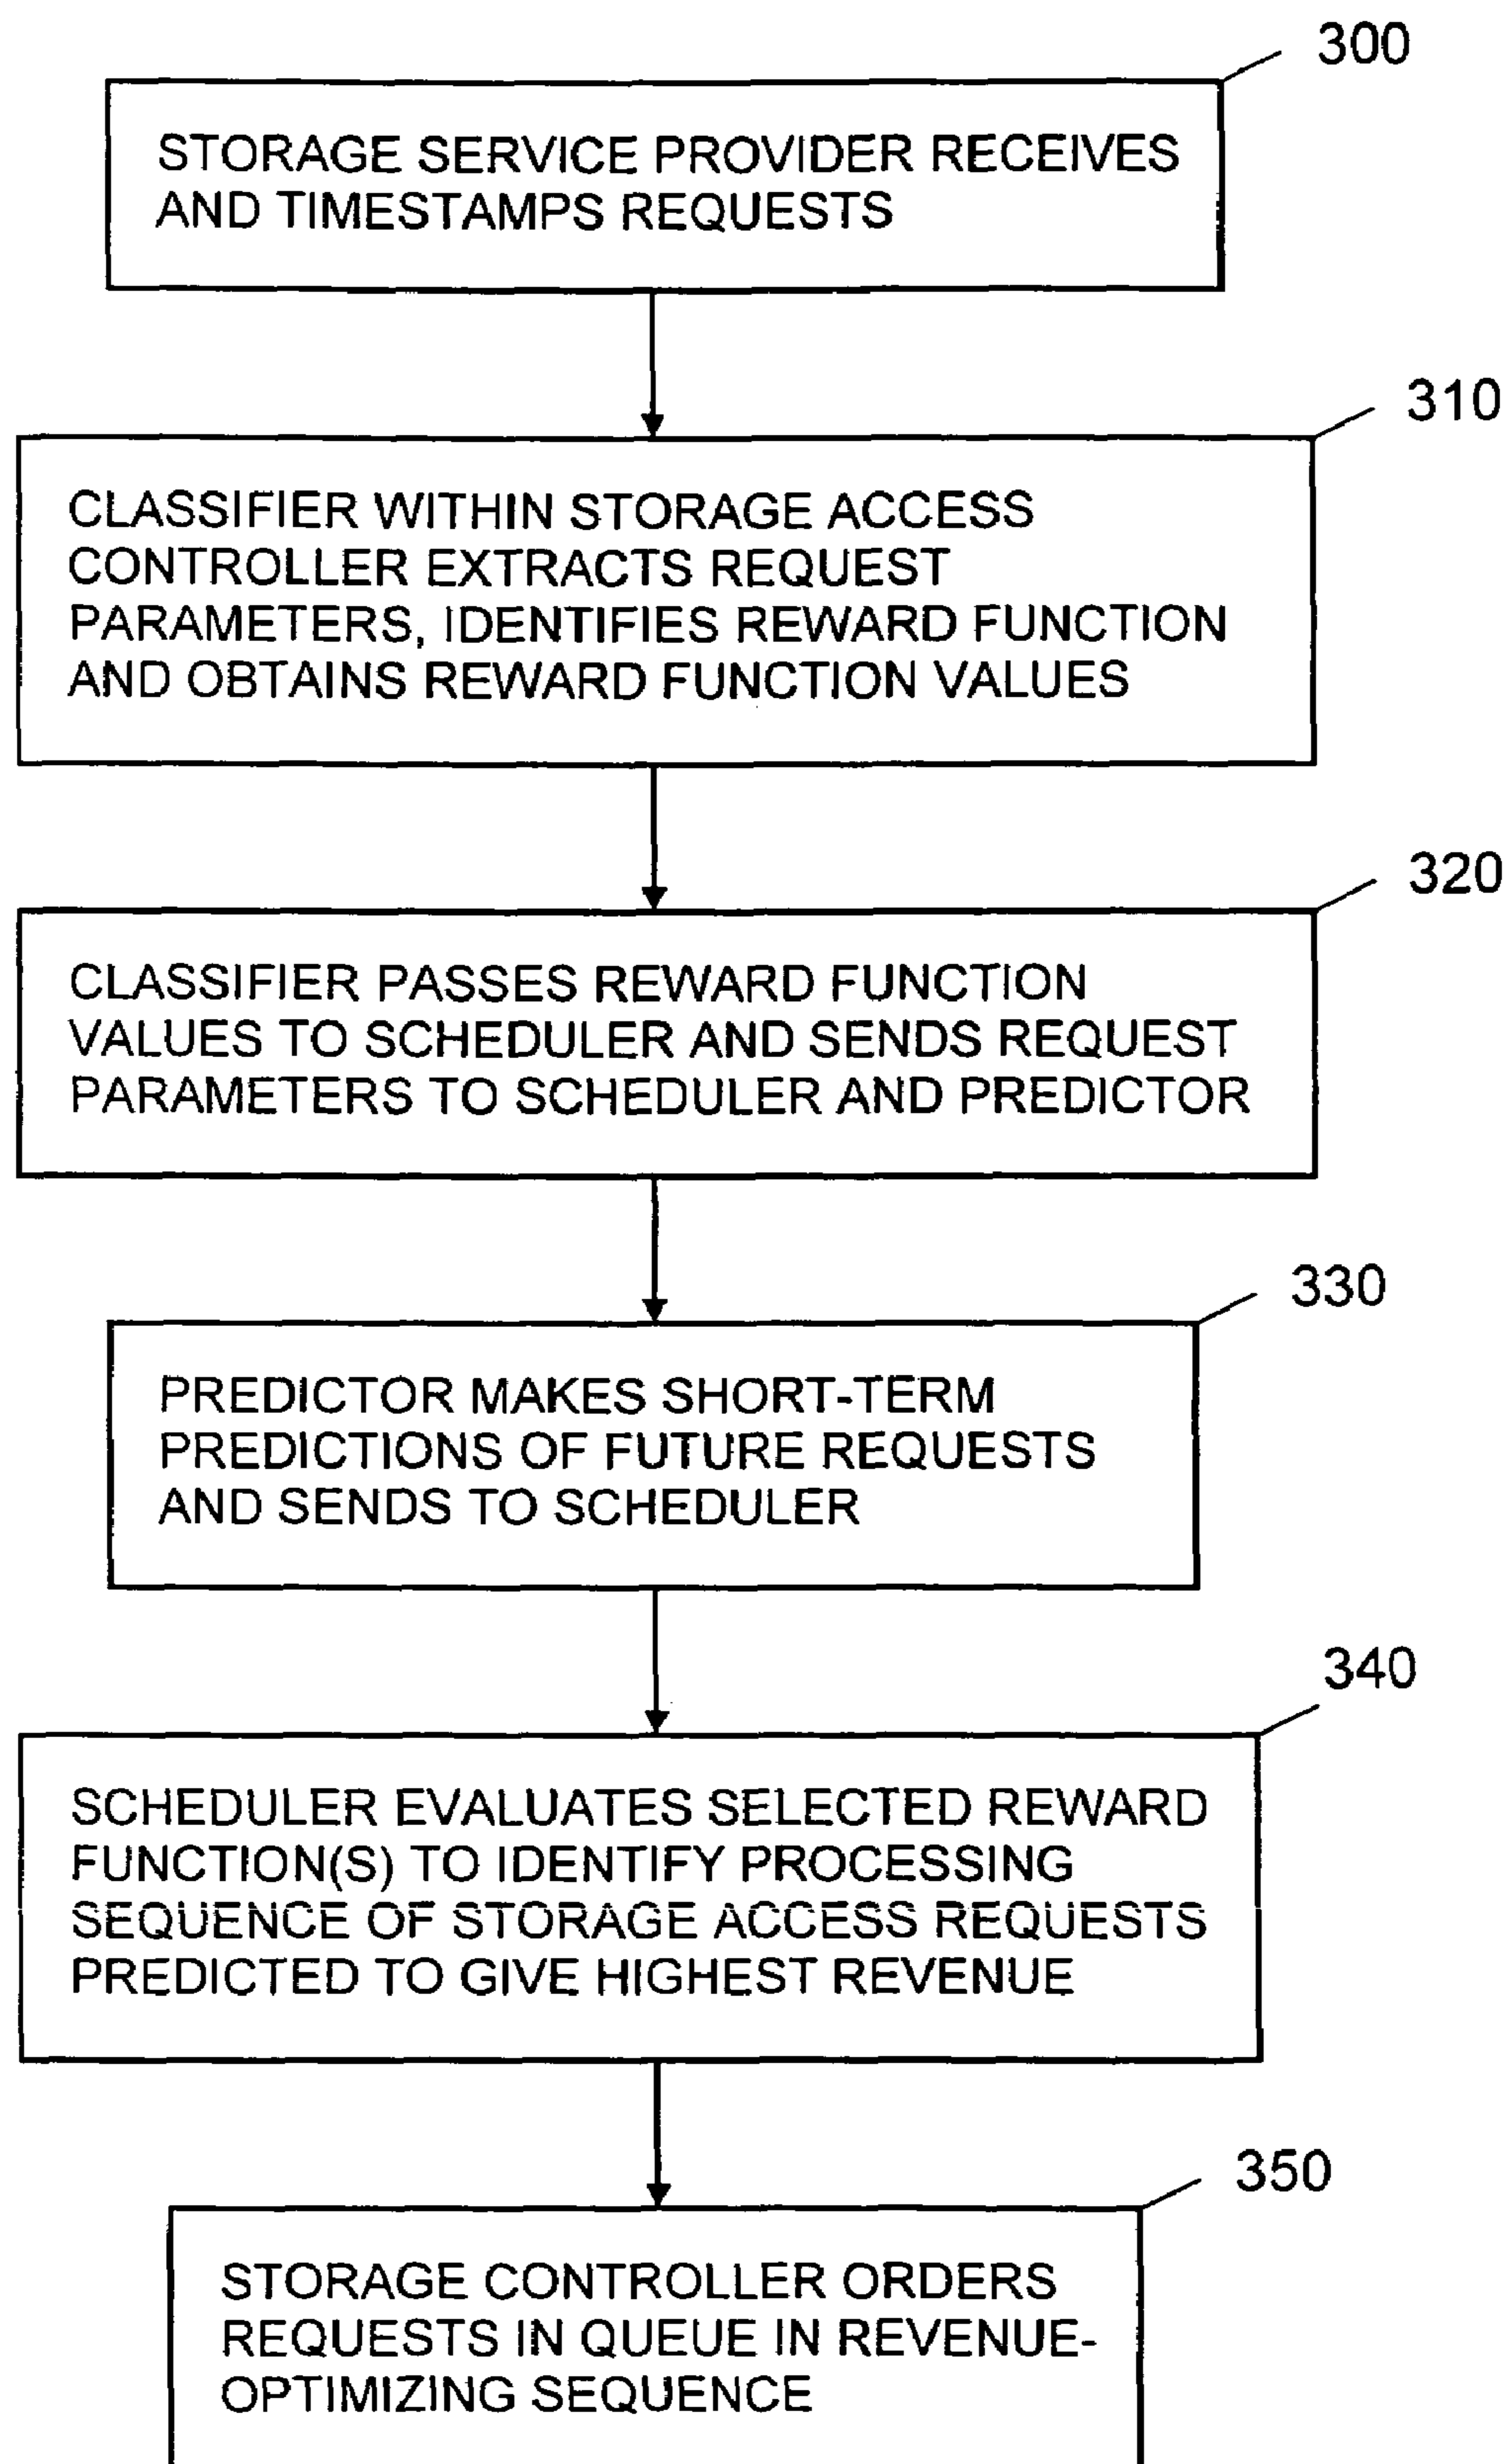 300
STORAGE SERVICE PROVIDER RECEIVES
AND TIMESTAMPS REQUESTS
310
CLASSIFIER WITHIN STORAGE ACCESS
CONTROLLER EXTRACTS REQUEST
PARAMETERS, IDENTIFIES REWARD FUNCTION
AND OBTAINS REWARD FUNCTION VALUES
320
CLASSIFIER PASSES REWARD FUNCTION
VALUES TO SCHEDULER AND SENDS REQUEST
PARAMETERS TO SCHEDULER AND PREDICTOR
330
PREDICTOR MAKES SHORT-TERM
PREDICTIONS OF FUTURE REQUESTS
AND SENDS TO SCHEDULER
340
SCHEDULER EVALUATES SELECTED REWARD
FUNCTION(S) TO IDENTIFY PROCESSING
SEQUENCE OF STORAGE ACCESS REQUESTS
PREDICTED TO GIVE HIGHEST REVENUE
350
STORAGE CONTROLLER ORDERS
REQUESTS IN QUEUE IN REVENUE-
OPTIMIZING SEQUENCE